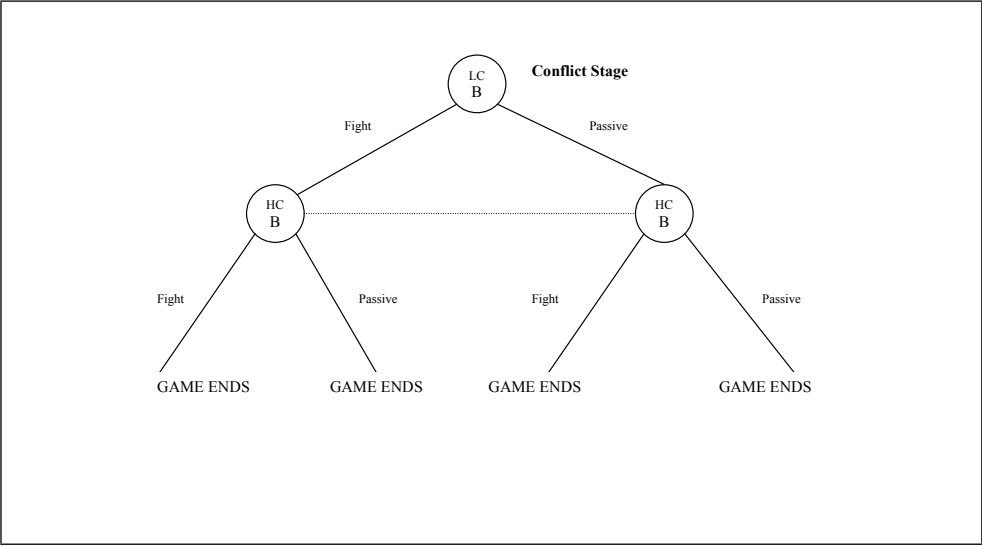 LC
B
Conflict Stage
Fight
Passive
HC
B
HC
B
Fight
Passive
Fight
Passive
GAME ENDS
GAME ENDS
GAME ENDS
GAME ENDS